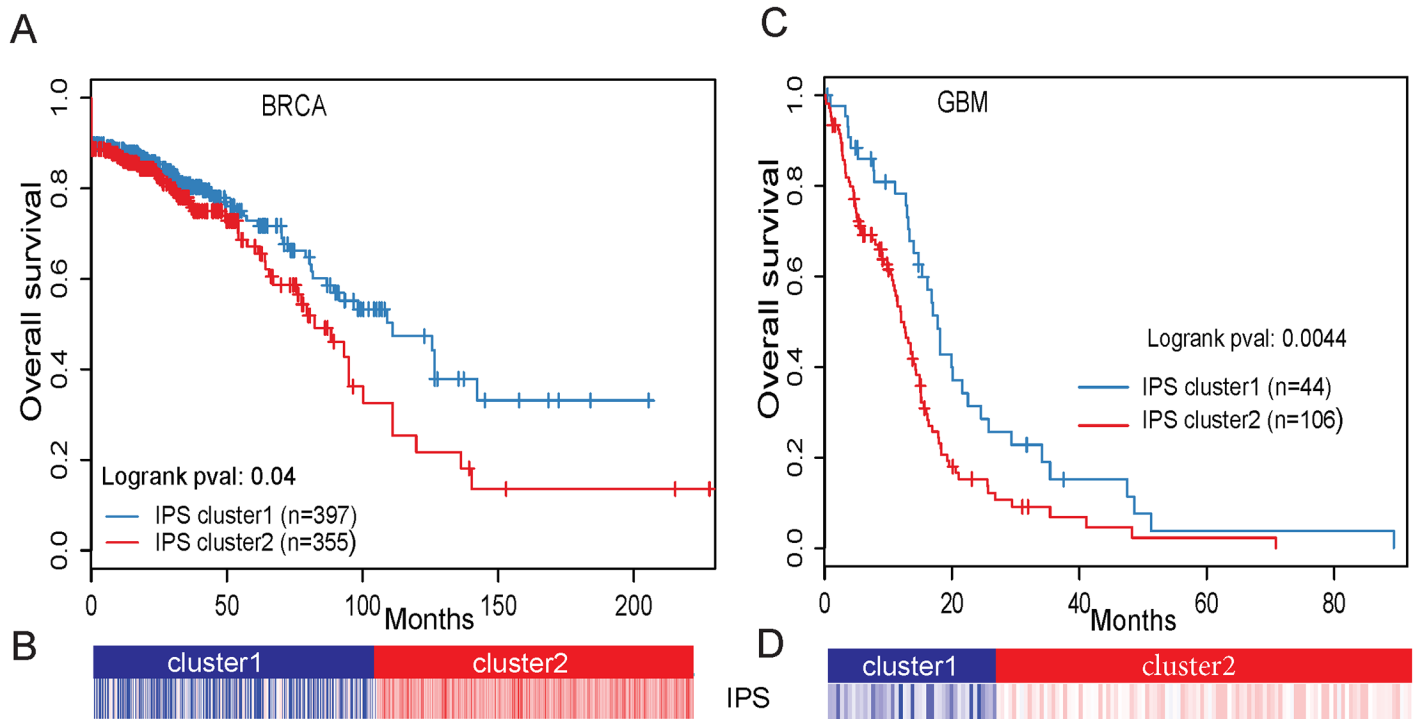 A
BRCA
Overall survival
1.0
0.8
0.6
0.4
0.2
0.0
Logrank pval: 0.04
IPS cluster1 (n=397)
IPS cluster2 (n=355)
0 50 100 150 200
Months
B
cluster1 cluster2
C
GBM
Overall survival
1.0
0.8
0.6
0.4
0.2
0.0
Logrank pval: 0.0044
IPS cluster1 (n=44)
IPS cluster2 (n=106)
0 20 40 60 80
Months
D
cluster1 cluster2
IPS